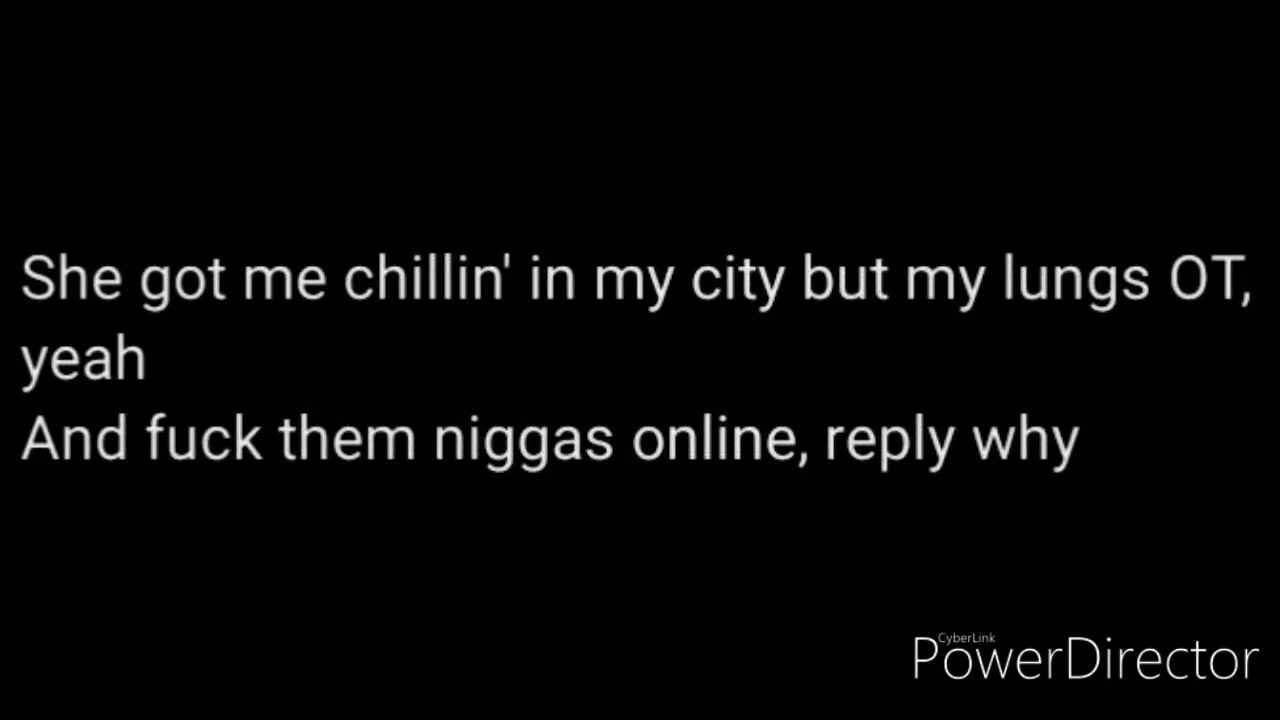 She got me chillin' in my city but my lungs OT,
yeah
And fuck them niggas online, reply why
CyberLink
PowerDirector